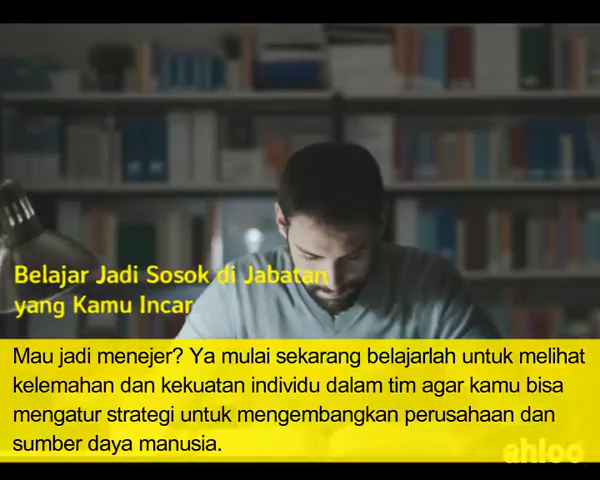 Belajar Jadi Sosok di Jabatan
yang Kamu Incar
Mau jadi menejer? Ya mulai sekarang belajarlah untuk melihat
kelemahan dan kekuatan individu dalam tim agar kamu bisa
mengatur strategi untuk mengembangkan perusahaan dan
sumber daya manusia.
ahloo